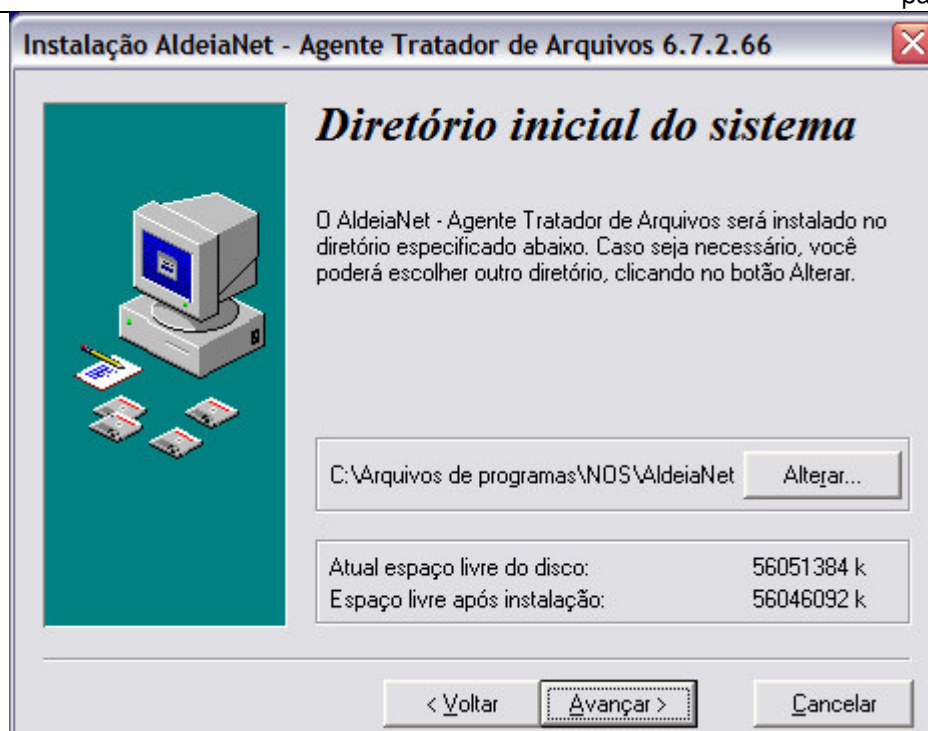 pa
Instalação AldeiaNet - Agente Tratador de Arquivos 6.7.2.66
Diretório inicial do sistema
O AldeiaNet - Agente Tratador de Arquivos será instalado no
diretório especificado abaixo. Caso seja necessário, você
poderá escolher outro diretório, clicando no botão Alterar.
C:\Arquivos de programas\NOS\AldeiaNet Alterar...
Atual espaço livre do disco: 56051384 k
Espaço livre após instalação: 56046092 k
< Voltar Avançar > Cancelar